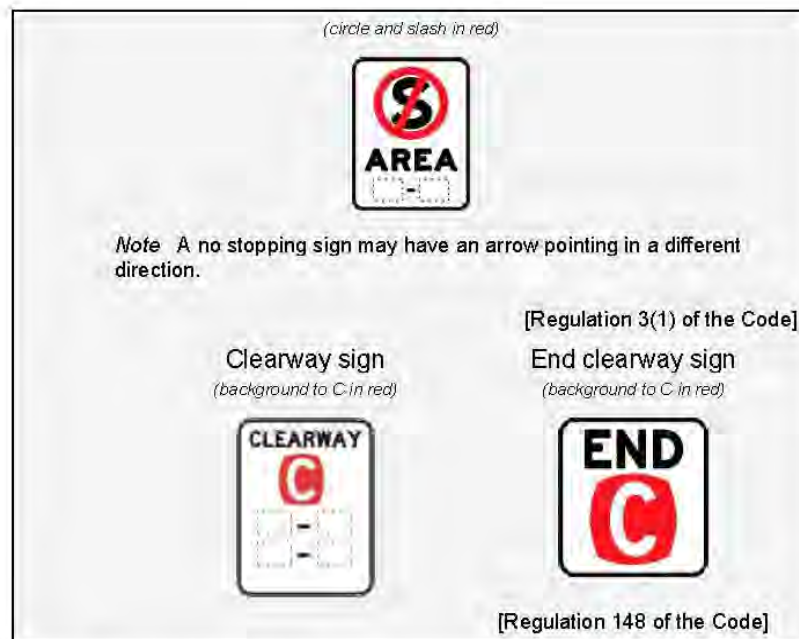 (circle and slash in red)
S
AREA
-
Note A no stopping sign may have an arrow pointing in a different
direction.
[Regulation 3(1) of the Code]
Clearway sign
End clearway sign
(background to C in red)
(background to C in red)
CLEARWAY
C
-
-
END
C
[Regulation 148 of the Code]